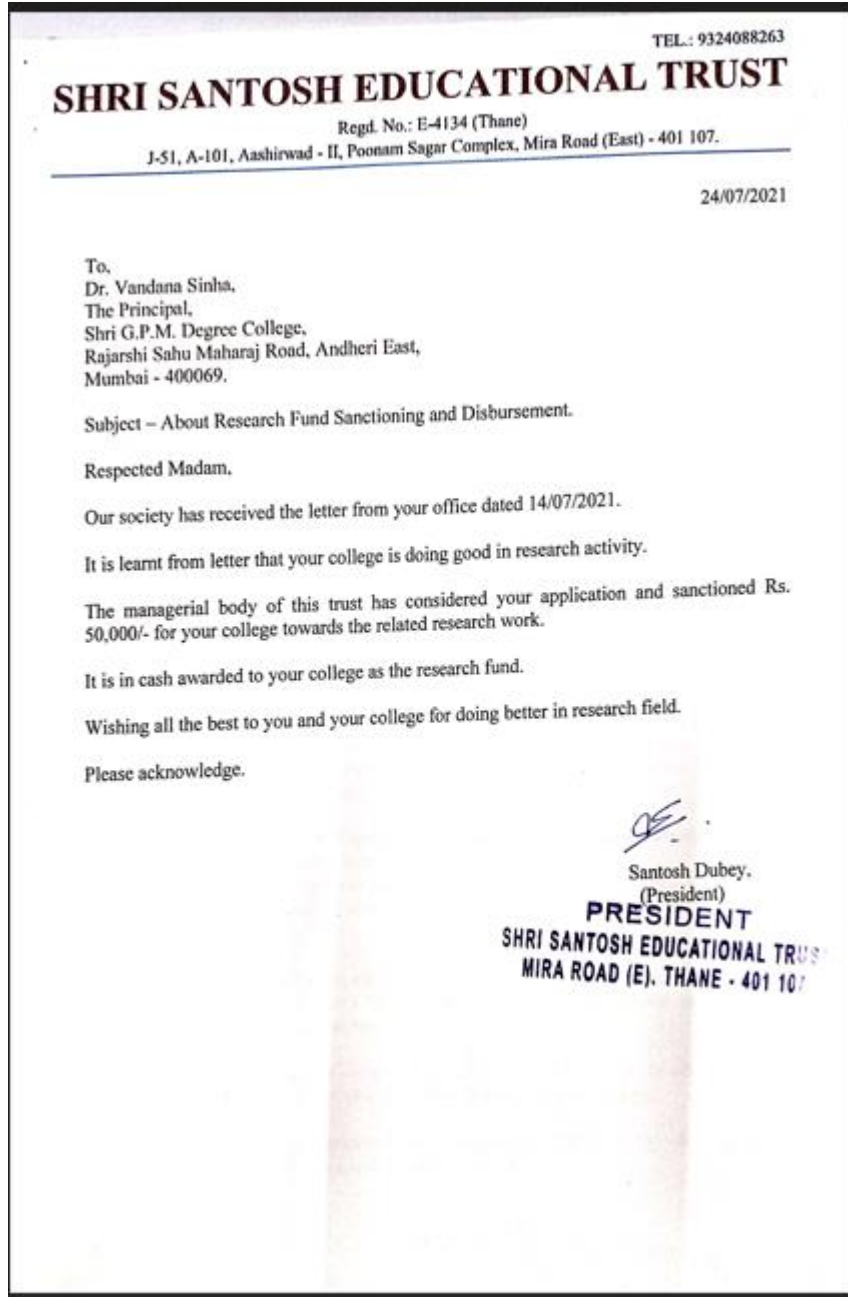 TEL.: 9324088263
SHRI SANTOSH EDUCATIONAL TRUST
Regd. No.: E-4134 (Thane)
J-51, A-101, Aashirwad - II, Poonam Sagar Complex, Mira Road (East) - 401 107.
24/07/2021
To,
Dr. Vandana Sinha,
The Principal,
Shri G.P.M. Degree College,
Rajarshi Sahu Maharaj Road, Andheri East,
Mumbai - 400069.
Subject – About Research Fund Sanctioning and Disbursement.
Respected Madam,
Our society has received the letter from your office dated 14/07/2021.
It is learnt from letter that your college is doing good in research activity.
The managerial body of this trust has considered your application and sanctioned Rs.
50,000/- for your college towards the related research work.
It is in cash awarded to your college as the research fund.
Wishing all the best to you and your college for doing better in research field.
Please acknowledge.
Santosh Dubey.
(President)
PRESIDENT
SHRI SANTOSH EDUCATIONAL TRUS
MIRA ROAD (E). THANE - 401 107